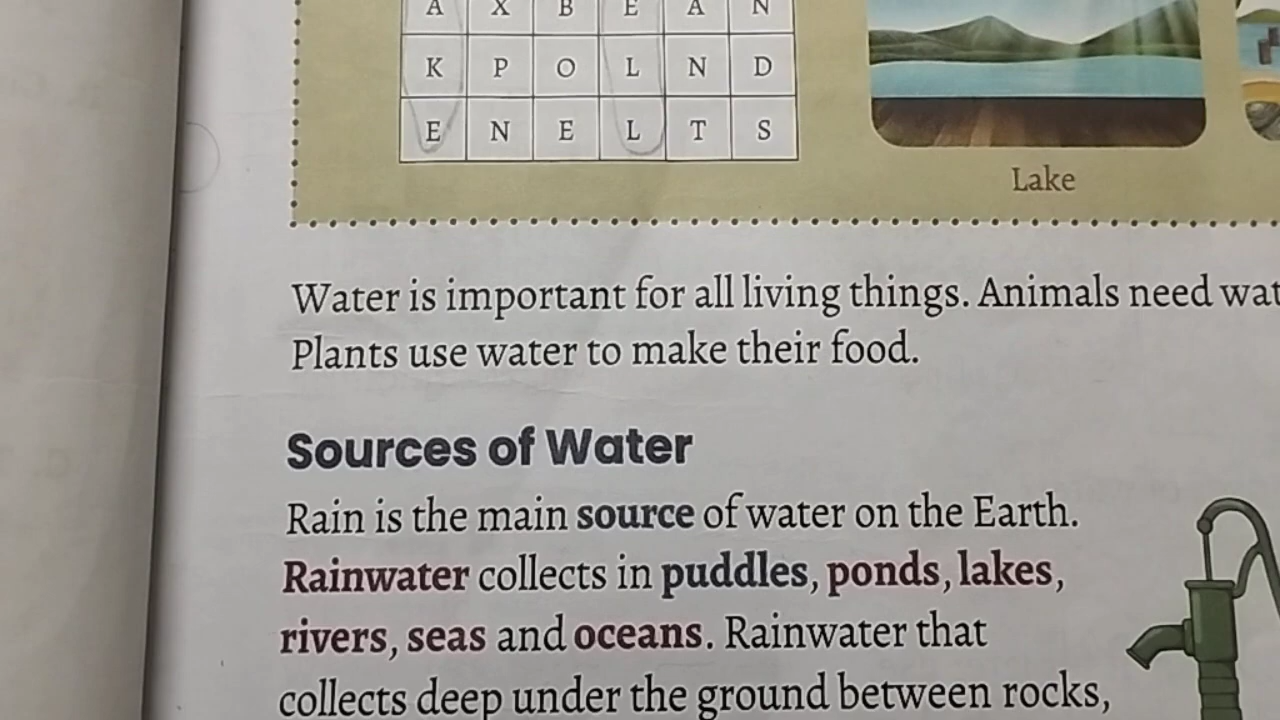 A X B E A N
K P O L N D
E N E L T S
Lake
Water is important for all living things. Animals need
Plants use water to make their food.
Sources of Water
Rain is the main source of water on the Earth.
Rainwater collects in puddles, ponds, lakes,
rivers, seas and oceans. Rainwater that
collects deep under the ground between rocks,